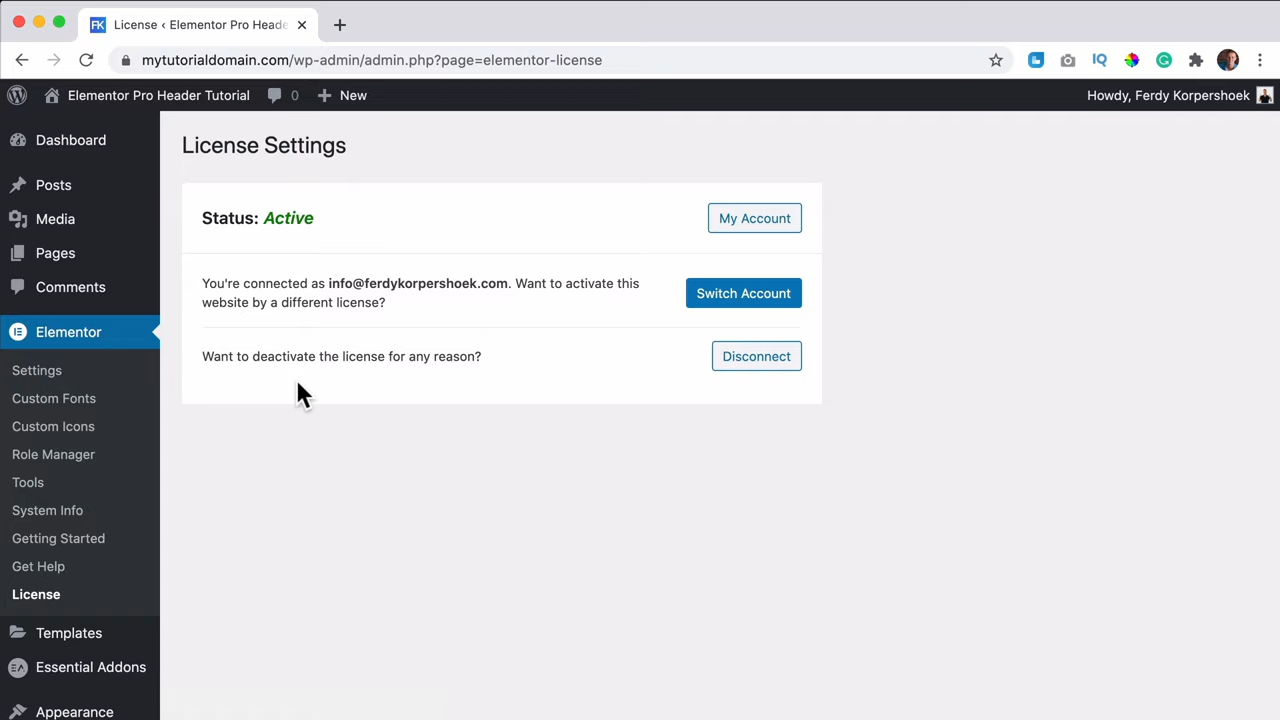 FK License ‹ Elementor Pro Heade
mytutorialdomain.com/wp-admin/admin.php?page=elementor-license
IQ
Elementor Pro Header Tutorial 0 New Howdy, Ferdy Korpershoek
Dashboard
Posts
Media
Pages
Comments
Elementor
Settings
Custom Fonts
Custom Icons
Role Manager
Tools
System Info
Getting Started
Get Help
License
Templates
EA Essential Addons
Appearance
License Settings
Status: Active My Account
You're connected as info@ferdykorpershoek.com. Want to activate this
website by a different license?
Switch Account
Want to deactivate the license for any reason? Disconnect